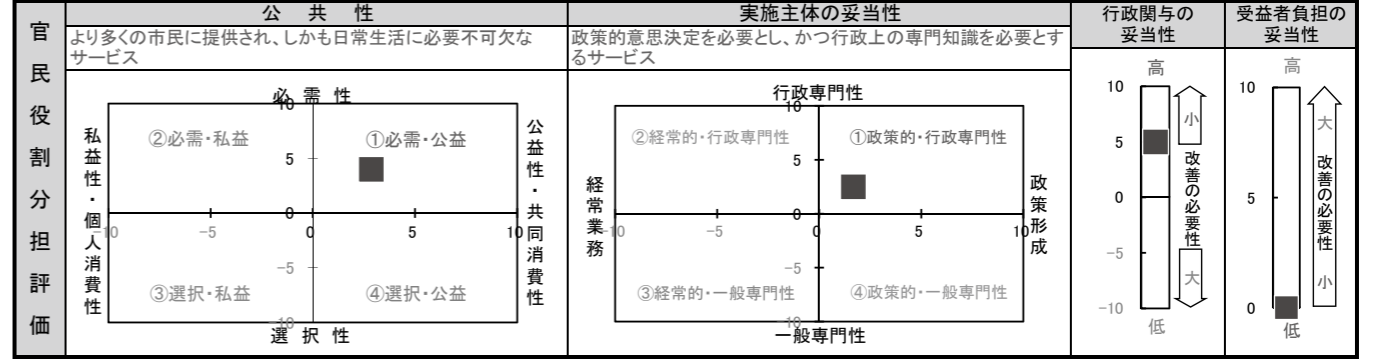 官民役割分担評価
公共性
より多くの市民に提供され、しかも日常生活に必要不可欠な
サービス
必需性
10
②必需・私益
①必需・公益
5
私益性・個人消費性
公益性・共同消費性
0
-10
-5
0
5
10
-5
③選択・私益
④選択・公益
-10
選択性
実施主体の妥当性
政策的意思決定を必要とし、かつ行政上の専門知識を必要とす
るサービス
行政専門性
10
②経常的・行政専門性
①政策的・行政専門性
5
経常業務
政策形成
0
-10
-5
0
5
10
-5
③経常的・一般専門性
④政策的・一般専門性
-10
一般専門性
行政関与の
妥当性
高
10
5
0
-5
-10
小
改善の必要性
大
低
受益者負担の
妥当性
高
10
5
0
大
改善の必要性
小
低